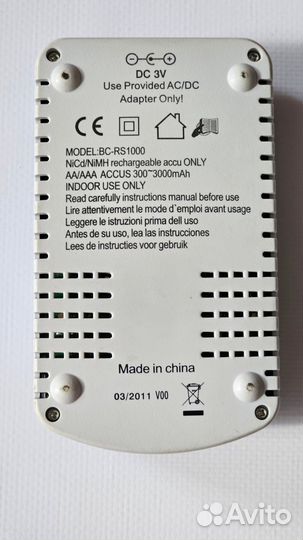 DC 3V
Use Provided AC/DC
Adapter Only!
CE
MODEL:BC-RS1000
NiCd/NiMH rechargeable accu ONLY
AA/AAA ACCUS 300~3000mAh
INDOOR USE ONLY
Read carefully instructions manual before use
Lire attentivement le mode d`emploi avant usage
Leggere le istruzioni prima dell uso
Antes de su uso, lea las instrucciones
Lees de instructies voor gebruik
Made in china
03/2011 V00
Avito